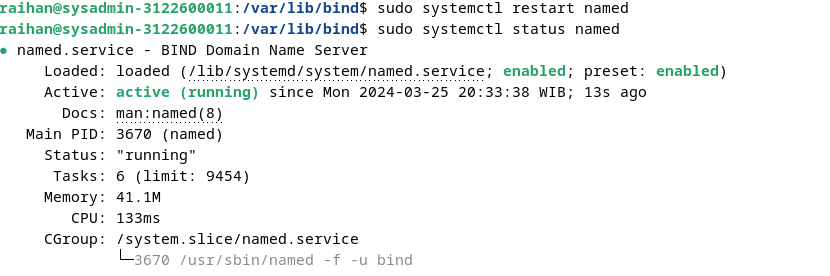 raihan@sysadmin-3122600011:/var/lib/bind$ sudo systemctl restart named
raihan@sysadmin-3122600011:/var/lib/bind$ sudo systemctl status named
● named.service - BIND Domain Name Server
Loaded: loaded (/lib/systemd/system/named.service; enabled; preset: enabled)
Active: active (running) since Mon 2024-03-25 20:33:38 WIB; 13s ago
Docs: man:named(8)
Main PID: 3670 (named)
Status: "running"
Tasks: 6 (limit: 9454)
Memory: 41.1M
CPU: 133ms
CGroup: /system.slice/named.service
└─3670 /usr/sbin/named -f -u bind